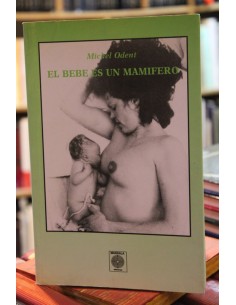 Michel Odent
EL BEBE ES UN MAMIFERO